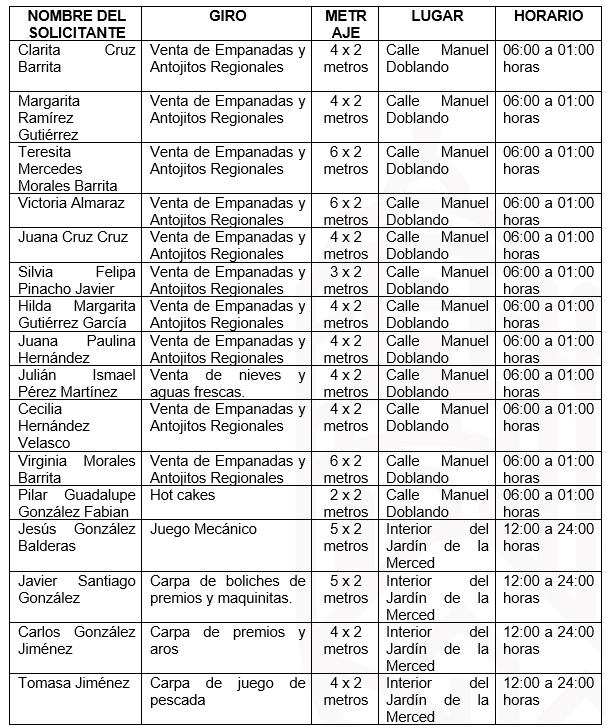 NOMBRE DEL SOLICITANTE GIRO METR AJE LUGAR HORARIO
Clarita Cruz Barrita Venta de Empanadas y Antojitos Regionales 4 x 2 metros Calle Manuel Doblando 06:00 a 01:00 horas
Margarita Ramírez Gutiérrez Venta de Empanadas y Antojitos Regionales 4 x 2 metros Calle Manuel Doblando 06:00 a 01:00 horas
Teresita Mercedes Morales Barrita Venta de Empanadas y Antojitos Regionales 6 x 2 metros Calle Manuel Doblando 06:00 a 01:00 horas
Victoria Almaraz Venta de Empanadas y Antojitos Regionales 6 x 2 metros Calle Manuel Doblando 06:00 a 01:00 horas
Juana Cruz Cruz Venta de Empanadas y Antojitos Regionales 4 x 2 metros Calle Manuel Doblando 06:00 a 01:00 horas
Silvia Felipa Pinacho Javier Venta de Empanadas y Antojitos Regionales 3 x 2 metros Calle Manuel Doblando 06:00 a 01:00 horas
Hilda Margarita Gutiérrez García Venta de Empanadas y Antojitos Regionales 4 x 2 metros Calle Manuel Doblando 06:00 a 01:00 horas
Juana Paulina Hernández Venta de Empanadas y Antojitos Regionales 4 x 2 metros Calle Manuel Doblando 06:00 a 01:00 horas
Julián Ismael Pérez Martínez Venta de nieves y aguas frescas. 4 x 2 metros Calle Manuel Doblando 06:00 a 01:00 horas
Cecilia Hernández Velasco Venta de Empanadas y Antojitos Regionales 4 x 2 metros Calle Manuel Doblando 06:00 a 01:00 horas
Virginia Morales Barrita Venta de Empanadas y Antojitos Regionales 6 x 2 metros Calle Manuel Doblando 06:00 a 01:00 horas
Pilar Guadalupe González Fabian Hot cakes 2 x 2 metros Calle Manuel Doblando 06:00 a 01:00 horas
Jesús González Balderas Juego Mecánico 5 x 2 metros Interior del Jardín de la Merced 12:00 a 24:00 horas
Javier Santiago González Carpa de boliches de premios y maquinitas. 5 x 2 metros Interior del Jardín de la Merced 12:00 a 24:00 horas
Carlos González Jiménez Carpa de premios y aros 4 x 2 metros Interior del Jardín de la Merced 12:00 a 24:00 horas
Tomasa Jiménez Carpa de juego de pescada 4 x 2 metros Interior del Jardín de la Merced 12:00 a 24:00 horas